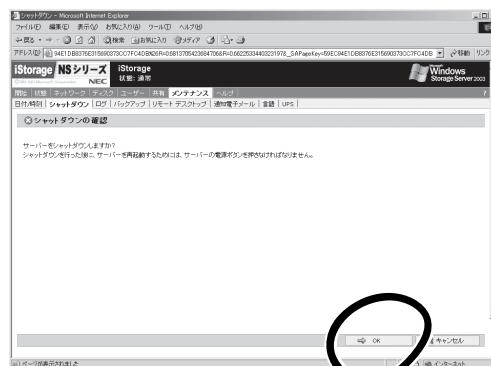 シャットダウン - Microsoft Internet Explorer
ファイル(F) 編集(E) 表示(V) お気に入り(A) ツール(T) ヘルプ(H)
戻る 検索 お気に入り メディア
アドレス(D) 移動 リンク
iStorage NSシリーズ iStorage
NEC 状態: 通常
Windows
Storage Server 2003
開始 状態 ネットワーク ディスク ユーザー 共有 メンテナンス ヘルプ ?
日付/時刻 シャットダウン ログ バックアップ リモート デスクトップ 通知電子メール 言語 UPS
シャットダウンの確認
サーバーをシャットダウンしますか?
シャットダウンを行った後に、サーバーを再起動するためには、サーバーの電源ボタンを押さなければなりません。
OK キャンセル
ページが表示されました インターネット